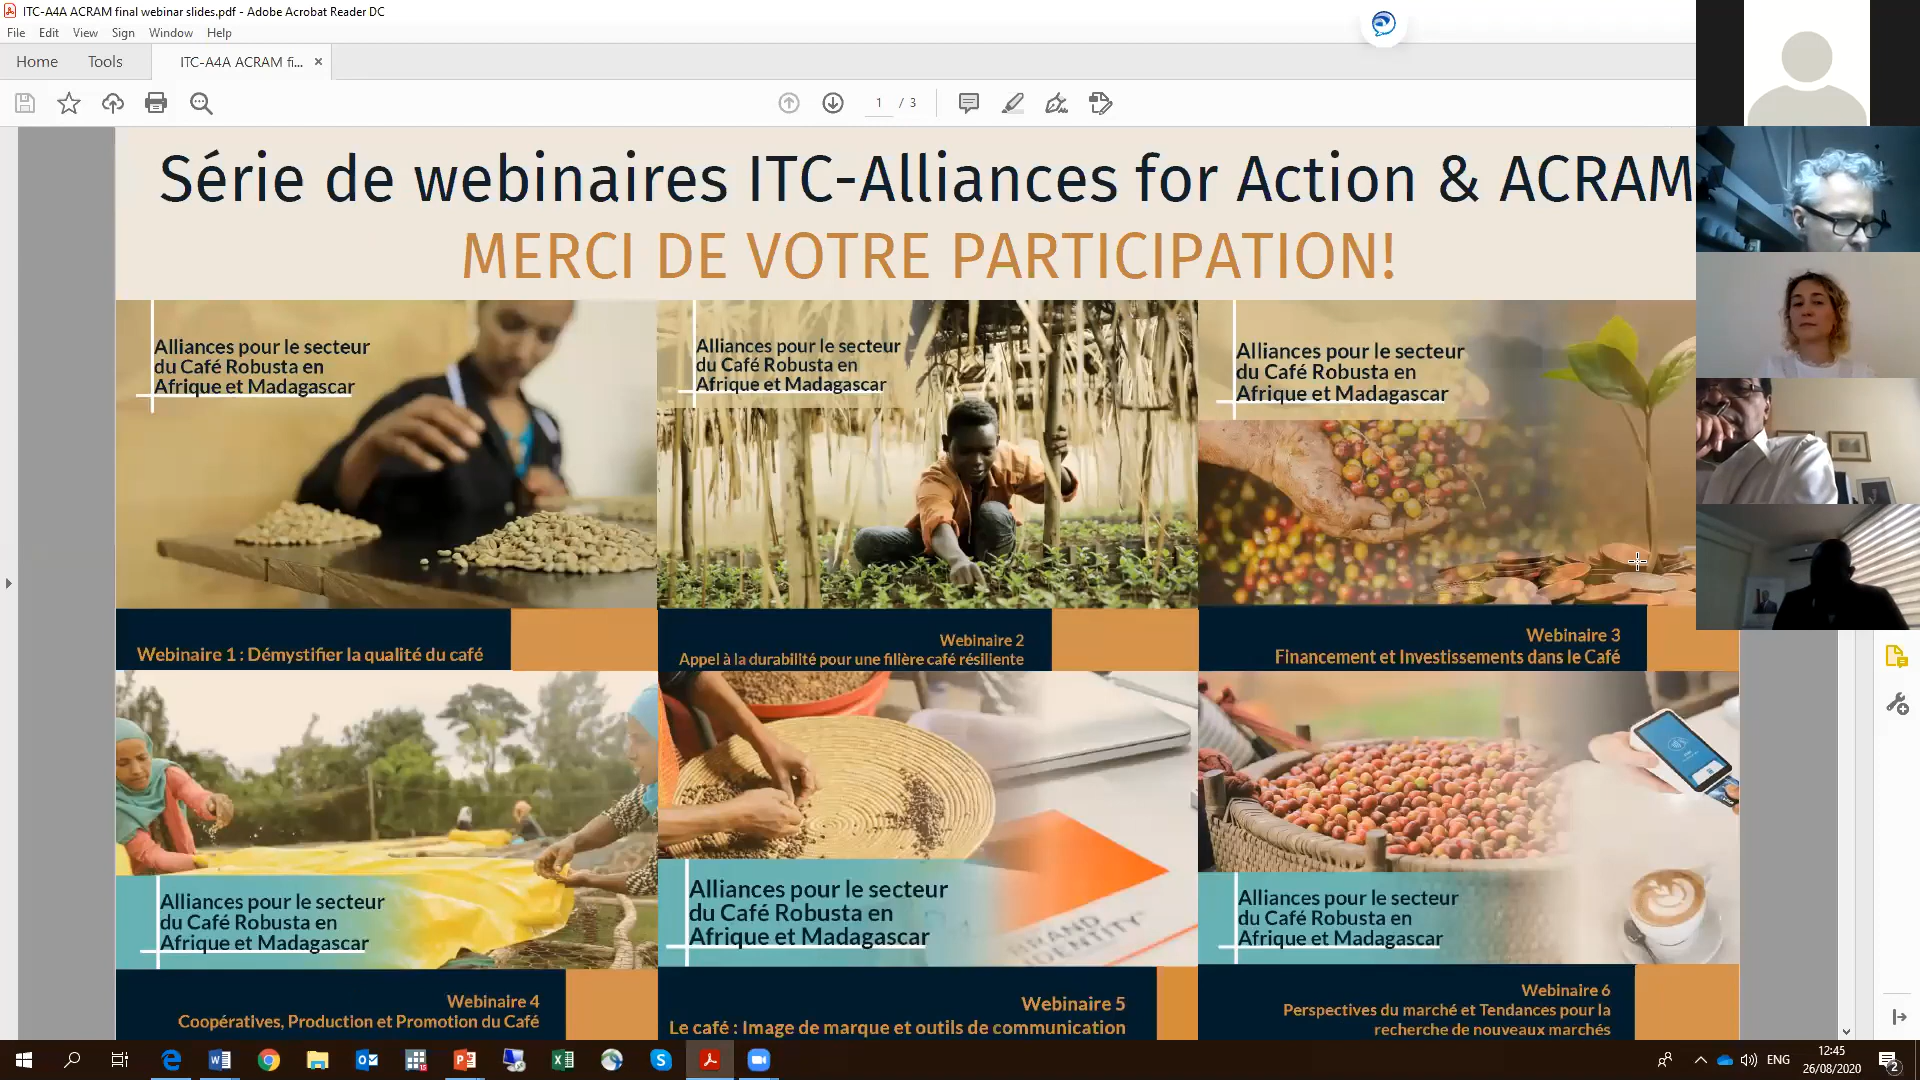 ITC-A4A ACRAM final webinar slides.pdf - Adobe Acrobat Reader DC
File Edit View Sign Window Help
Home Tools ITC-A4A ACRAM fi... ×
1 / 3
Série de webinaires ITC-Alliances for Action & ACRAM
MERCI DE VOTRE PARTICIPATION!
Alliances pour le secteur
du Café Robusta en
Afrique et Madagascar
Webinaire 1 : Démystifier la qualité du café
Alliances pour le secteur
du Café Robusta en
Afrique et Madagascar
Webinaire 2
Appel à la durabilité pour une filière café résiliente
Alliances pour le secteur
du Café Robusta en
Afrique et Madagascar
Webinaire 3
Financement et Investissements dans le Café
Alliances pour le secteur
du Café Robusta en
Afrique et Madagascar
Webinaire 4
Coopératives, Production et Promotion du Café
Alliances pour le secteur
du Café Robusta en
Afrique et Madagascar
BRAND
IDENTITY
Webinaire 5
Le café : Image de marque et outils de communication
Alliances pour le secteur
du Café Robusta en
Afrique et Madagascar
Webinaire 6
Perspectives du marché et Tendances pour la
recherche de nouveaux marchés
ENG
12:45
26/08/2020
2